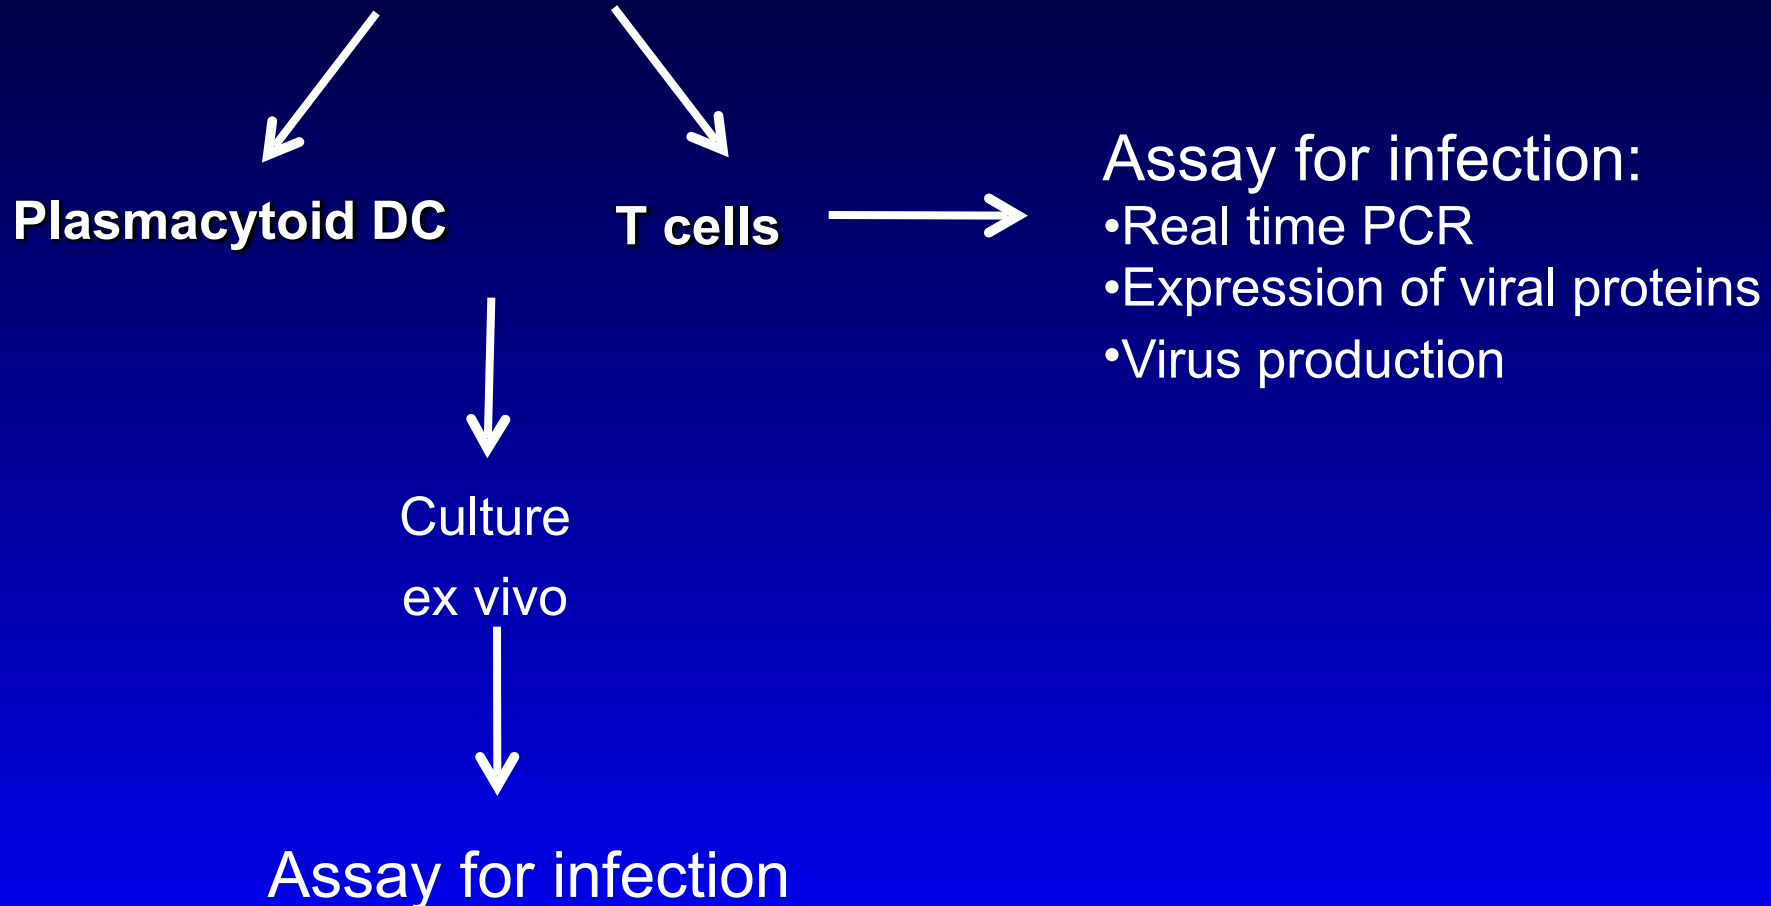 Plasmacytoid DC
T cells
Assay for infection:
•Real time PCR
•Expression of viral proteins
•Virus production
Culture
ex vivo
Assay for infection